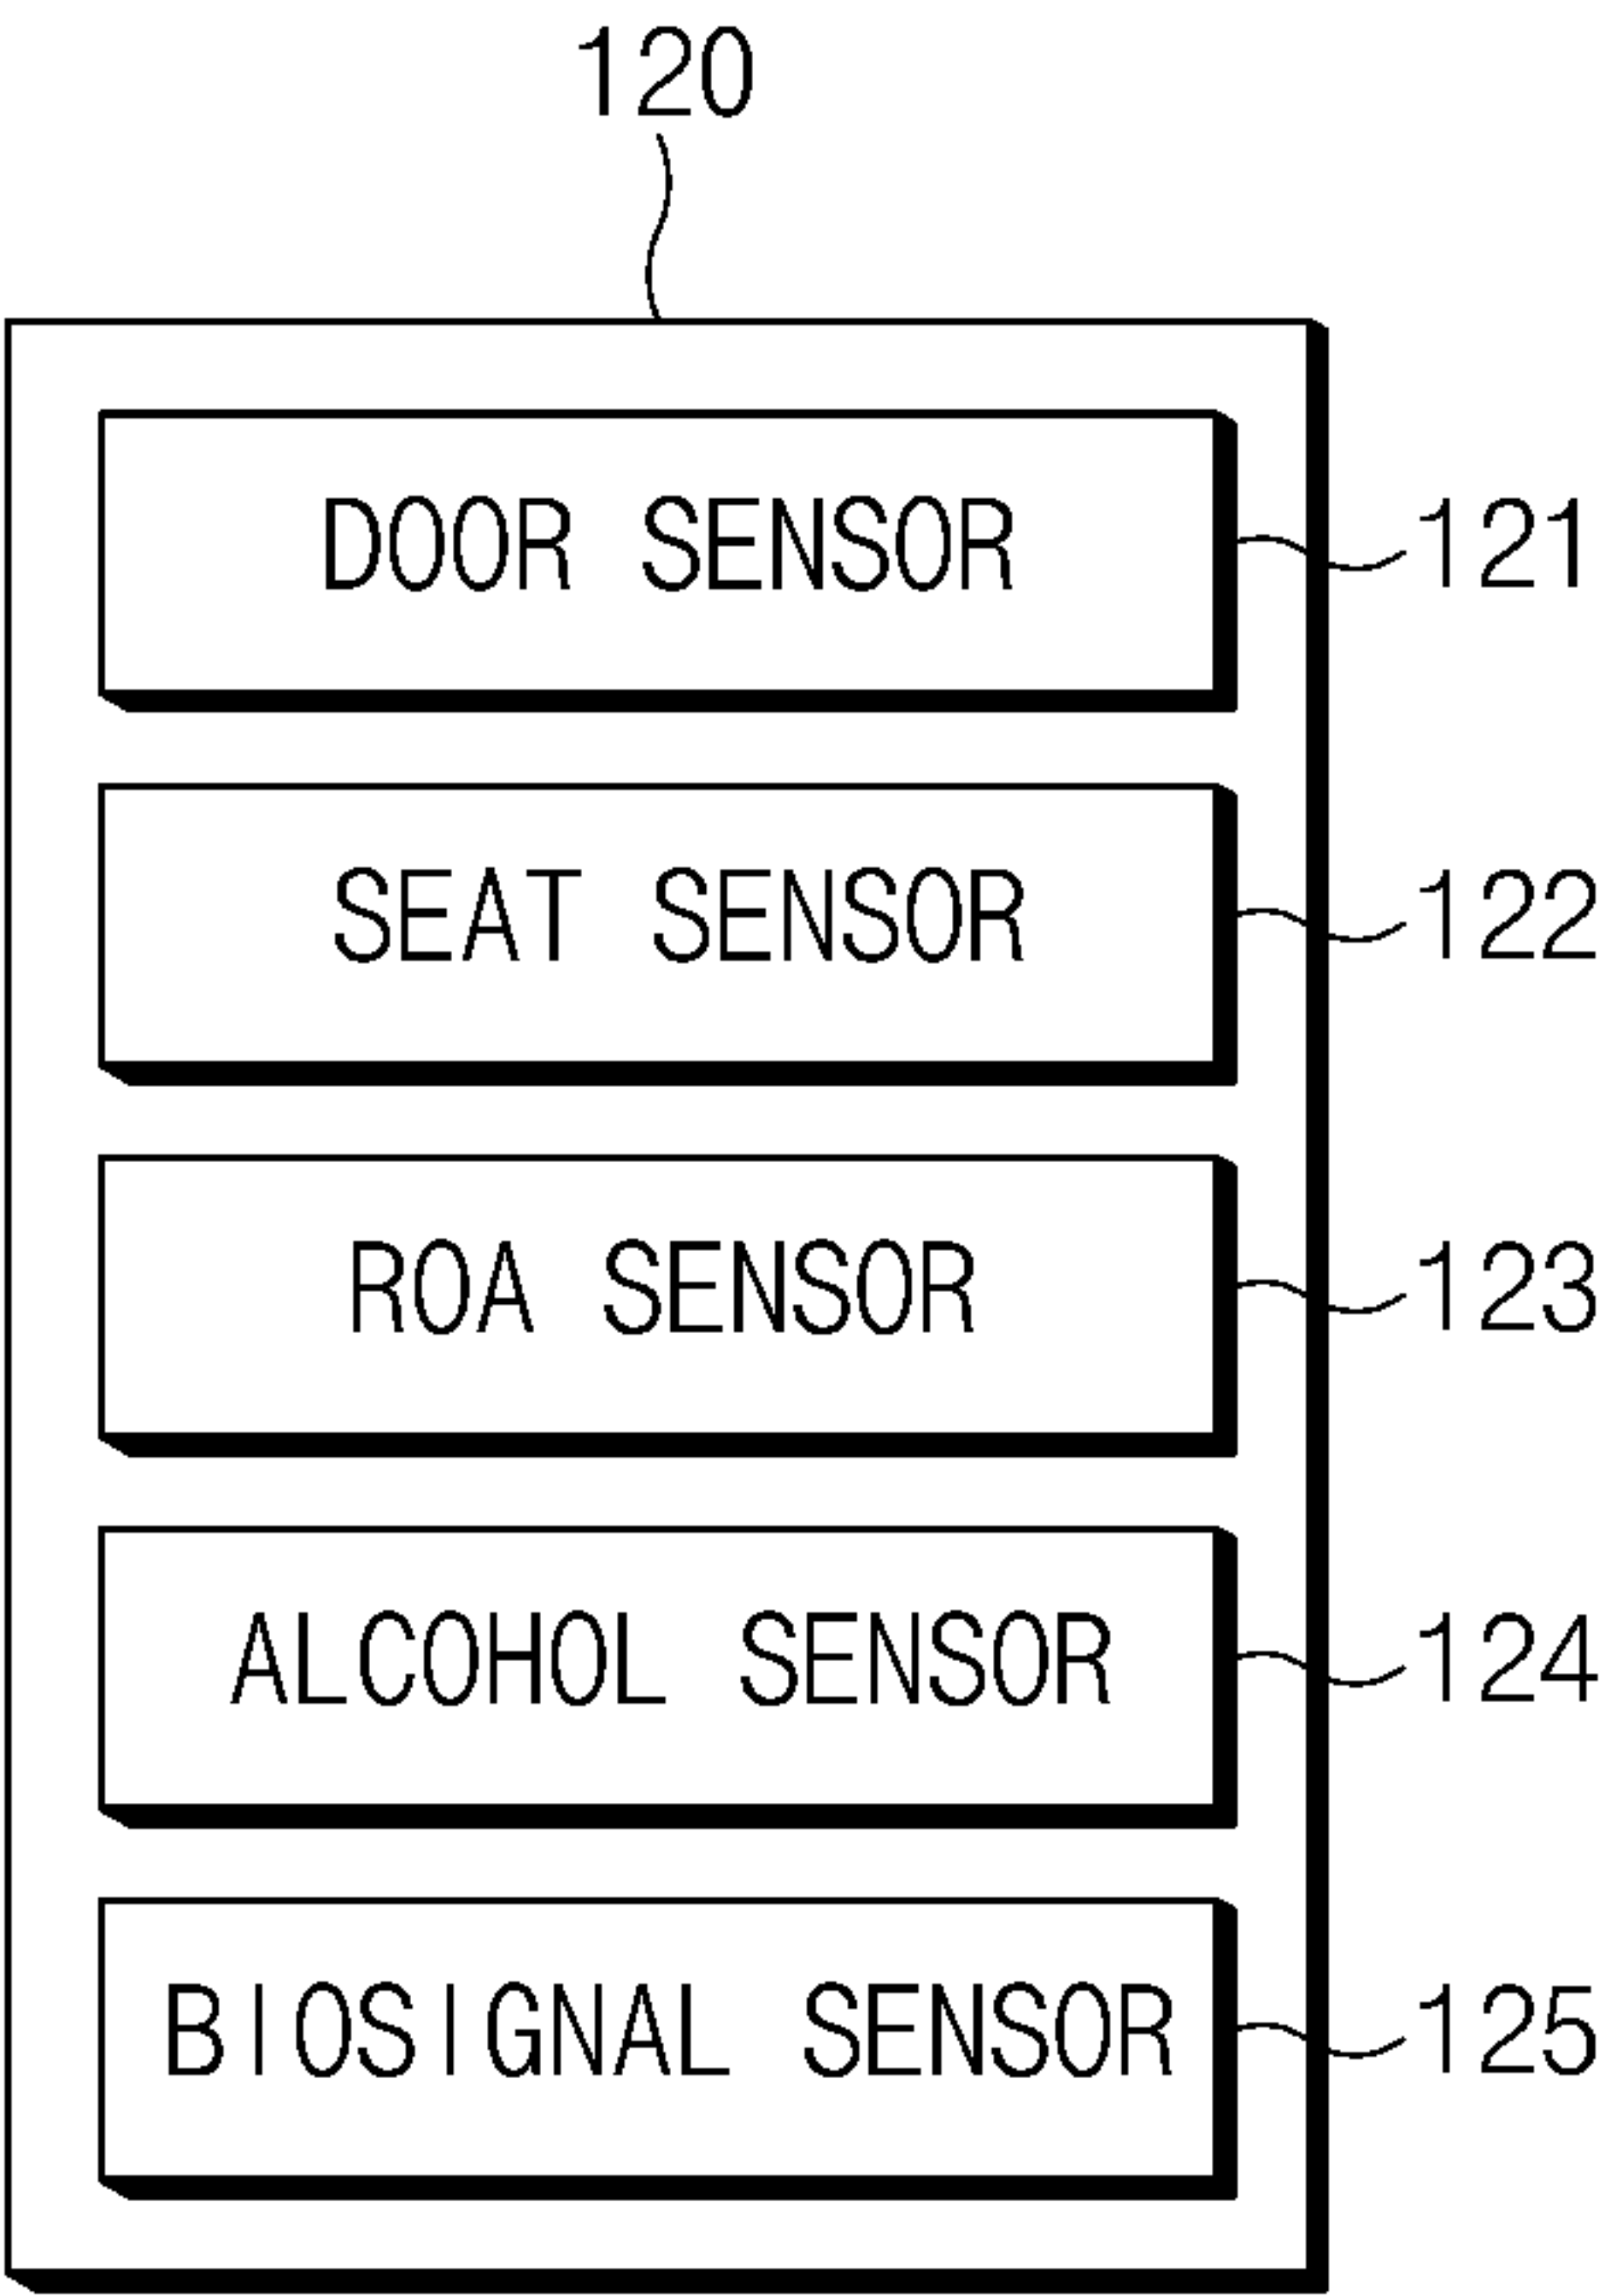 120
DOOR SENSOR
121
SEAT SENSOR
122
ROA SENSOR
123
ALCOHOL SENSOR
124
BIOSIGNAL SENSOR
125